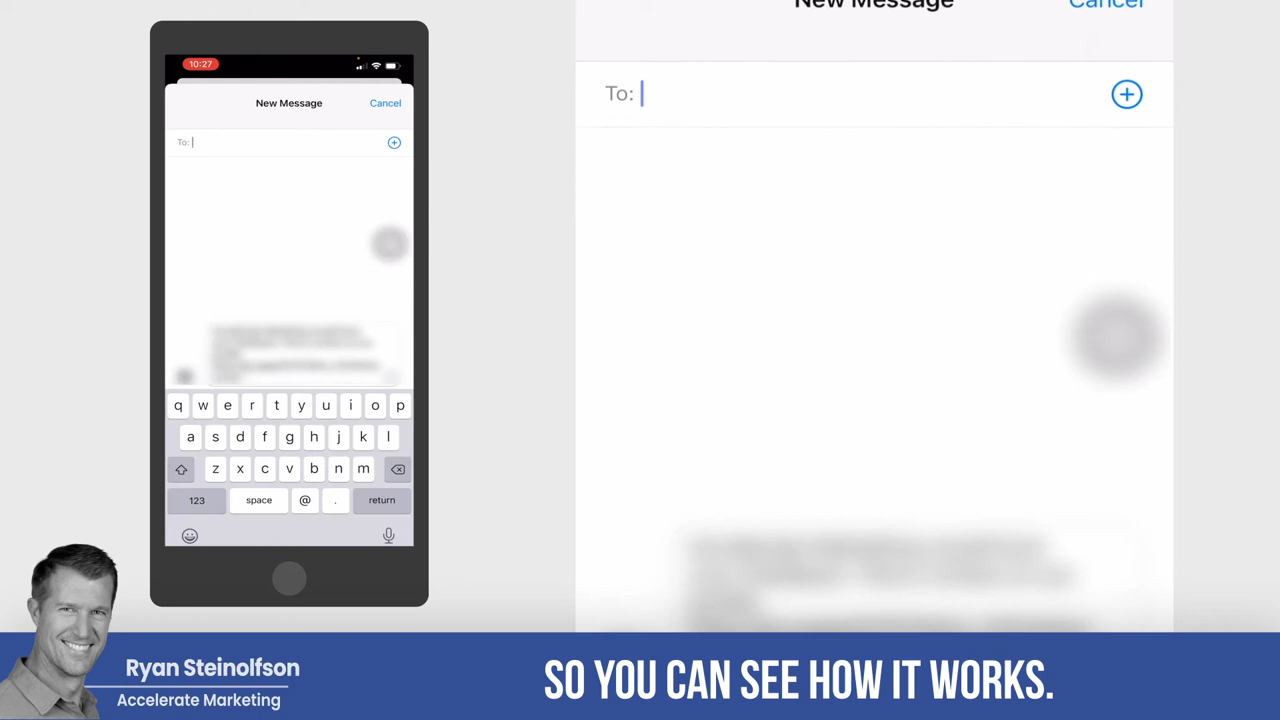 10:27
New Message
Cancel
To:
q w e r t y u i o p
a s d f g h j k l
z x c v b n m
123 space @ . return
New Message
Cancel
To:
Ryan Steinolfson
Accelerate Marketing
SO YOU CAN SEE HOW IT WORKS.